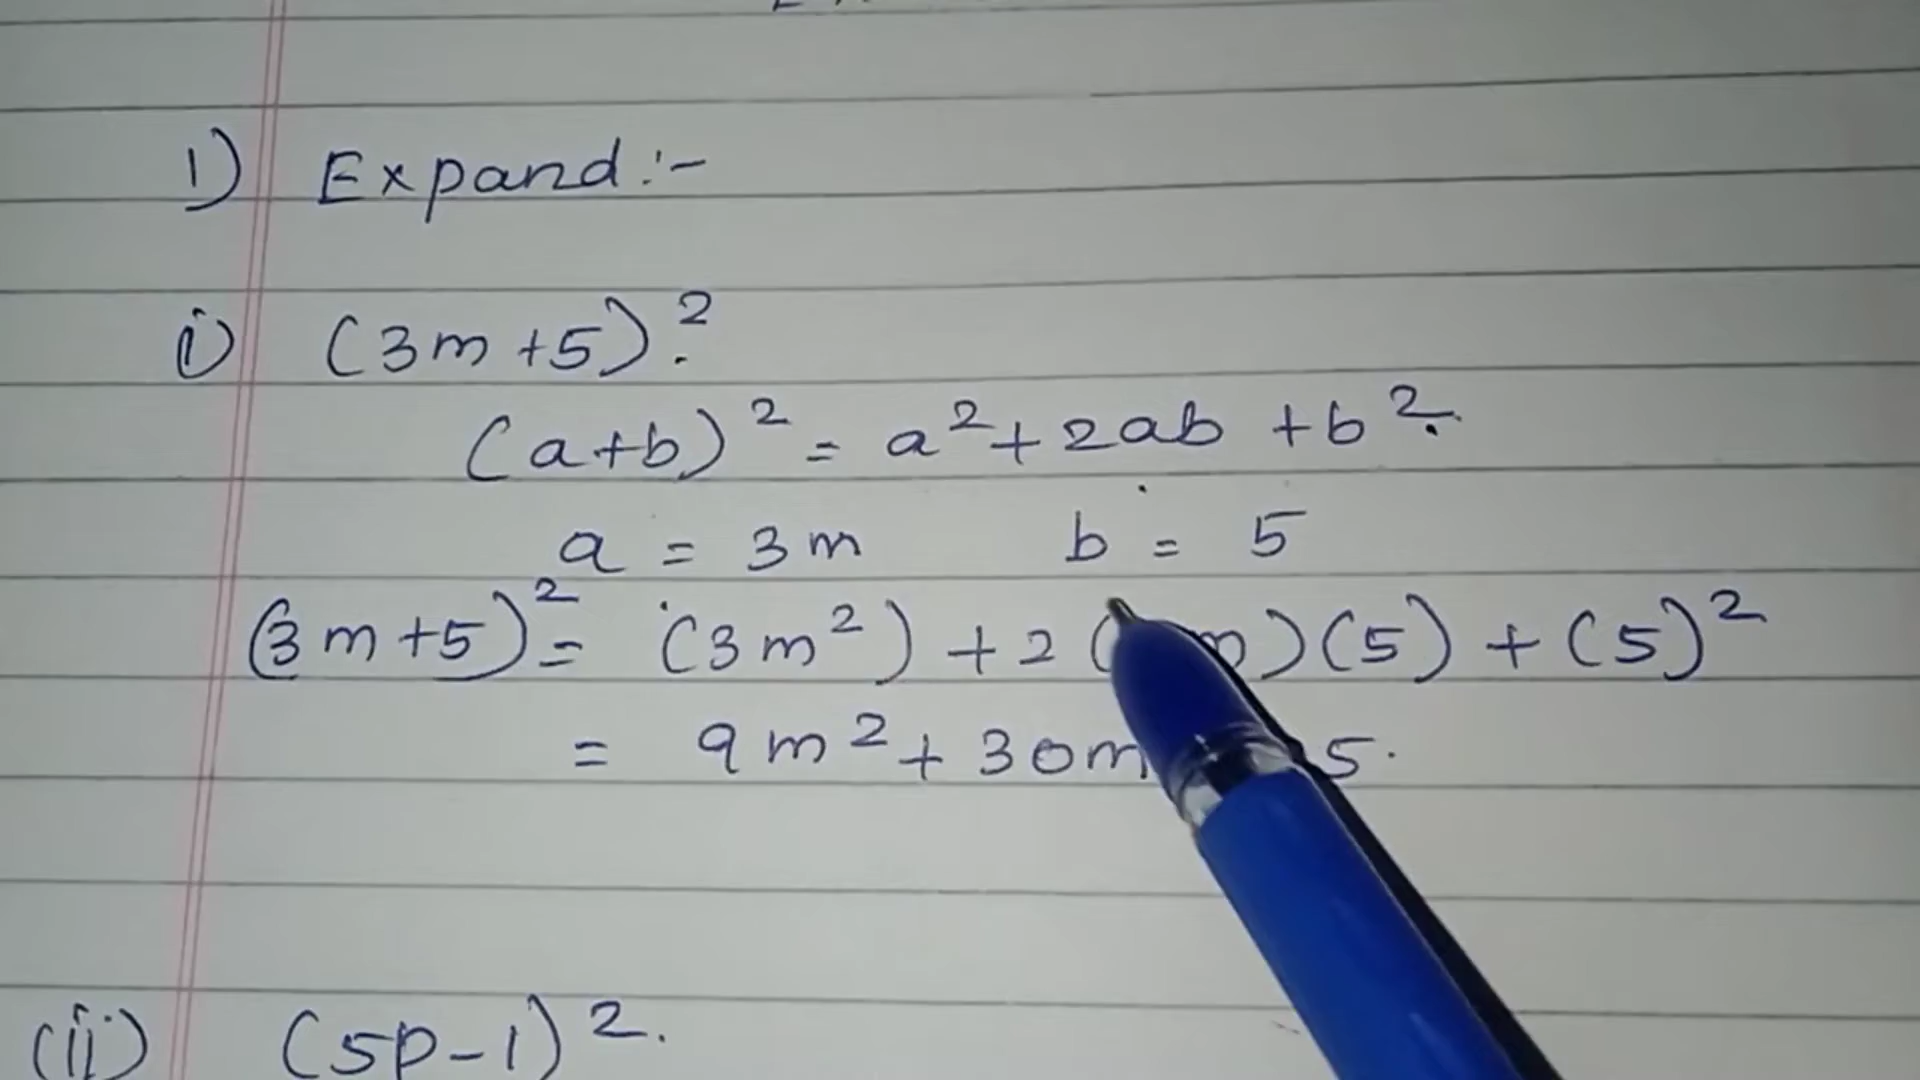 1) Expand:-
i) (3m+5)².
(a+b)² = a²+2ab +b².
a = 3m b = 5
(3m+5)² = (3m²) +2( m)(5) + (5)²
= 9m²+30m 5.
(ii) (5p-1)².